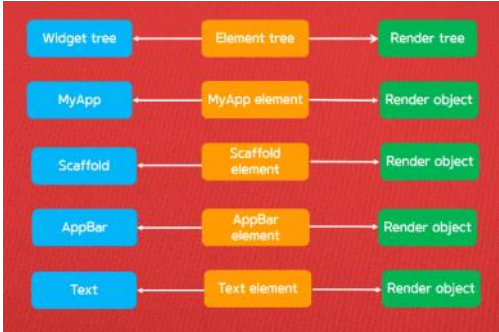 Widget tree
Element tree
Render tree
MyApp
MyApp element
Render object
Scaffold
Scaffold
element
Render object
AppBar
AppBar
element
Render object
Text
Text element
Render object